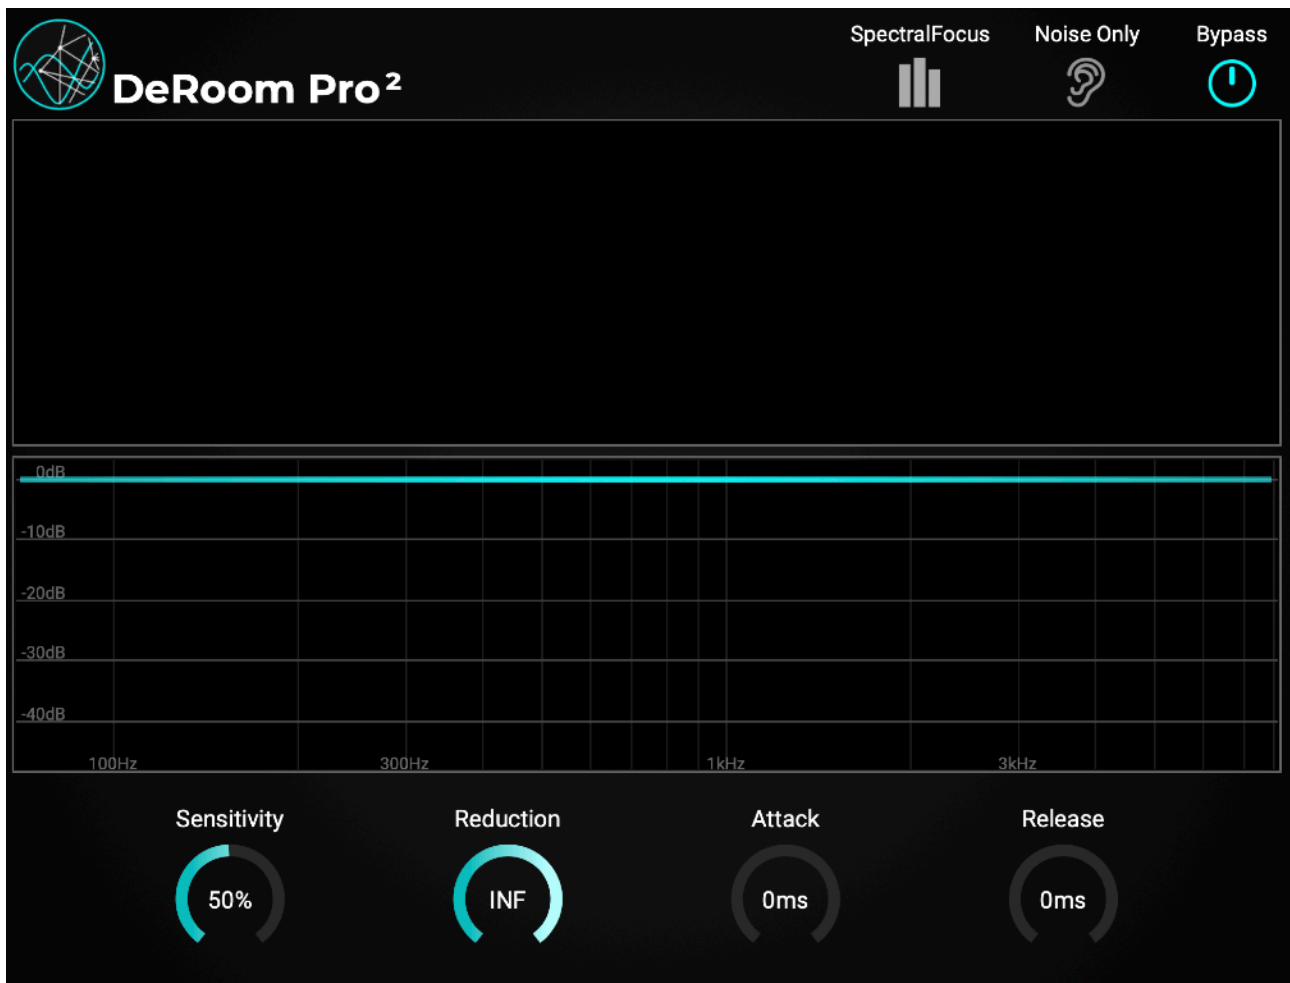 SpectralFocus Noise Only Bypass
DeRoom Pro²
0dB
-10dB
-20dB
-30dB
-40dB
100Hz 300Hz 1kHz 3kHz
Sensitivity Reduction Attack Release
50% INF 0ms 0ms